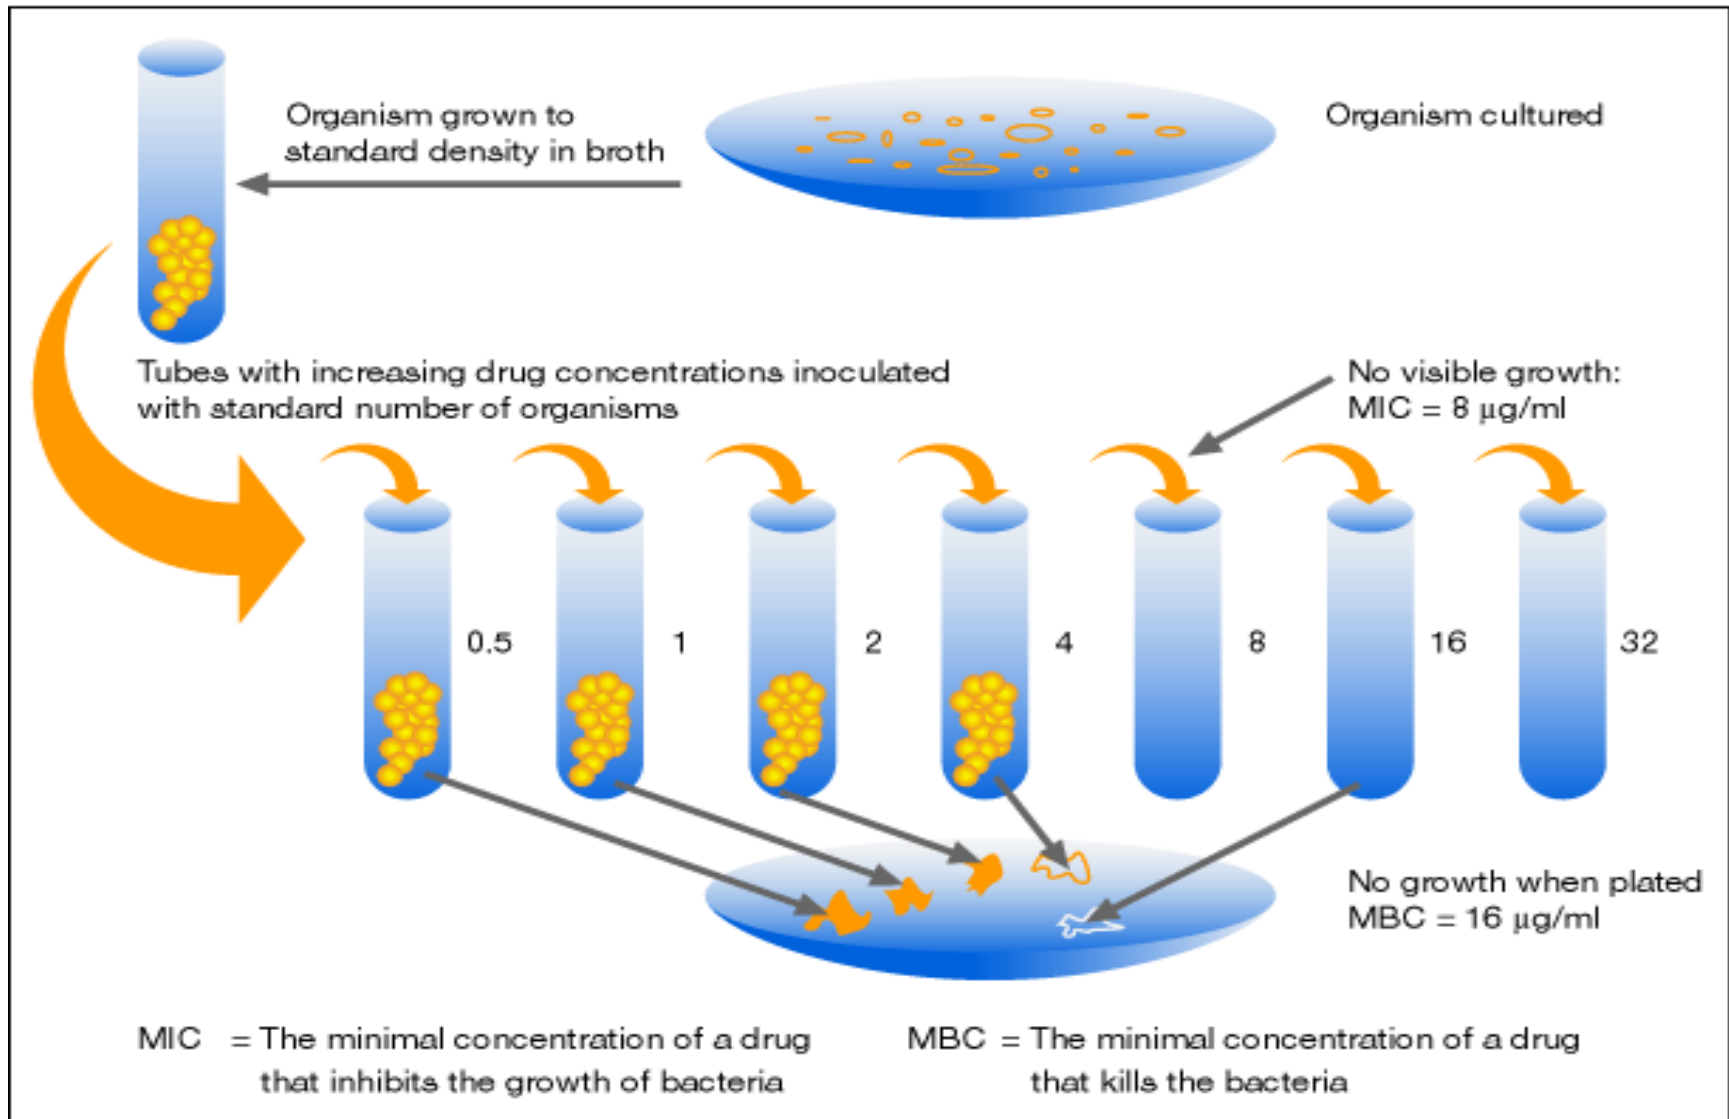 Organism grown to
standard density in broth
Organism cultured
Tubes with increasing drug concentrations inoculated
with standard number of organisms
No visible growth:
MIC = 8 μg/ml
0.5 1 2 4 8 16 32
No growth when plated
MBC = 16 μg/ml
MIC = The minimal concentration of a drug
that inhibits the growth of bacteria
MBC = The minimal concentration of a drug
that kills the bacteria